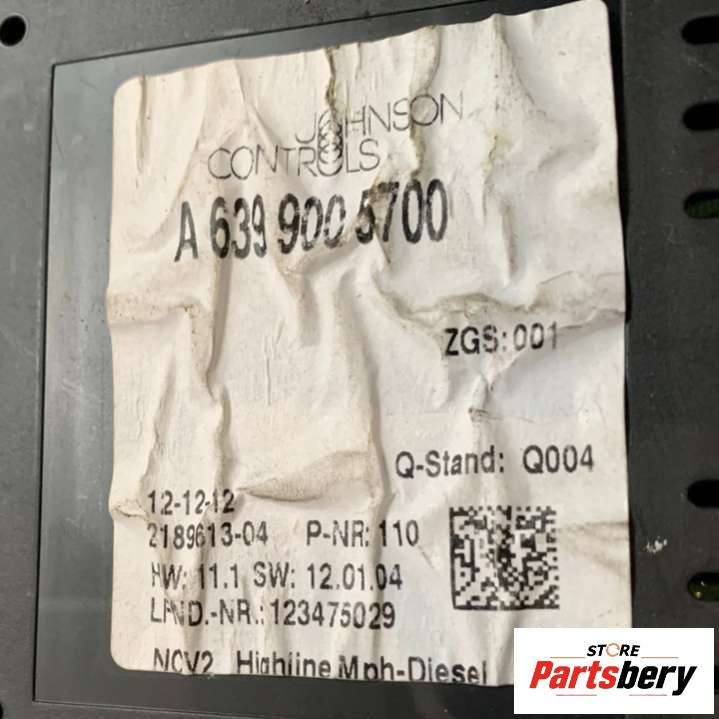 JOHNSON
CONTROLS
A 639 900 5700
ZGS:001
Q-Stand: Q004
12-12-12
2189613-04 P-NR: 110
HW: 11.1 SW: 12.01.04
LFND.-NR.:123475029
NCV2 Highline Mph-Diesel
STORE
Partsbery